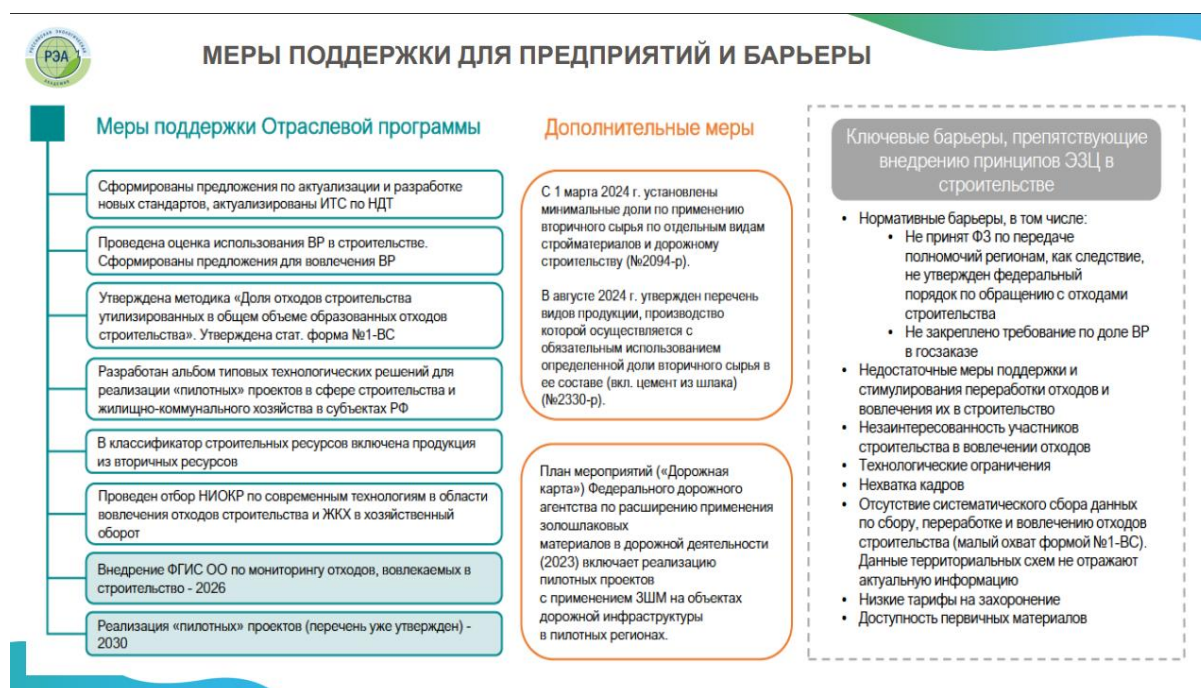 РОССИЙСКАЯ ЭКОЛОГИЧЕСКАЯ
РЭА
АКАДЕМИЯ
МЕРЫ ПОДДЕРЖКИ ДЛЯ ПРЕДПРИЯТИЙ И БАРЬЕРЫ
Меры поддержки Отраслевой программы
Сформированы предложения по актуализации и разработке
новых стандартов, актуализированы ИТС по НДТ
Проведена оценка использования ВР в строительстве.
Сформированы предложения для вовлечения ВР
Утверждена методика «Доля отходов строительства
утилизированных в общем объеме образованных отходов
строительства». Утверждена стат. форма №1-ВС
Разработан альбом типовых технологических решений для
реализации «пилотных» проектов в сфере строительства и
жилищно-коммунального хозяйства в субъектах РФ
В классификатор строительных ресурсов включена продукция
из вторичных ресурсов
Проведен отбор НИОКР по современным технологиям в области
вовлечения отходов строительства и ЖКХ в хозяйственный
оборот
Внедрение ФГИС ОО по мониторингу отходов, вовлекаемых в
строительство - 2026
Реализация «пилотных» проектов (перечень уже утвержден) -
2030
Дополнительные меры
С 1 марта 2024 г. установлены
минимальные доли по применению
вторичного сырья по отдельным видам
стройматериалов и дорожному
строительству (№2094-р).
В августе 2024 г. утвержден перечень
видов продукции, производство
которой осуществляется с
обязательным использованием
определенной доли вторичного сырья в
ее составе (вкл. цемент из шлака)
(№2330-р).
План мероприятий («Дорожная
карта») Федерального дорожного
агентства по расширению применения
золошлаковых
материалов в дорожной деятельности
(2023) включает реализацию
пилотных проектов
с применением ЗШМ на объектах
дорожной инфраструктуры
в пилотных регионах.
Ключевые барьеры, препятствующие
внедрению принципов ЭЗЦ в
строительстве
• Нормативные барьеры, в том числе:
• Не принят ФЗ по передаче
полномочий регионам, как следствие,
не утвержден федеральный
порядок по обращению с отходами
строительства
• Не закреплено требование по доле ВР
в госзаказе
• Недостаточные меры поддержки и
стимулирования переработки отходов и
вовлечения их в строительство
• Незаинтересованность участников
строительства в вовлечении отходов
• Технологические ограничения
• Нехватка кадров
• Отсутствие систематического сбора данных
по сбору, переработке и вовлечению отходов
строительства (малый охват формой №1-ВС).
Данные территориальных схем не отражают
актуальную информацию
• Низкие тарифы на захоронение
• Доступность первичных материалов